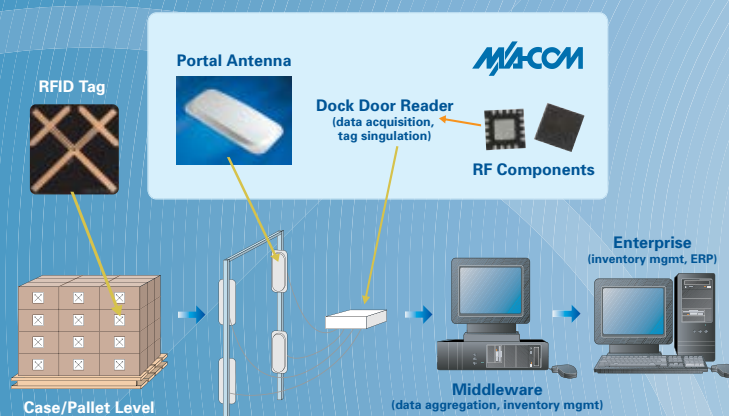 Portal Antenna
M/A-COM
RFID Tag
Dock Door Reader
(data acquisition,
tag singulation)
RF Components
Enterprise
(inventory mgmt, ERP)
Case/Pallet Level
Middleware
(data aggregation, inventory mgmt)